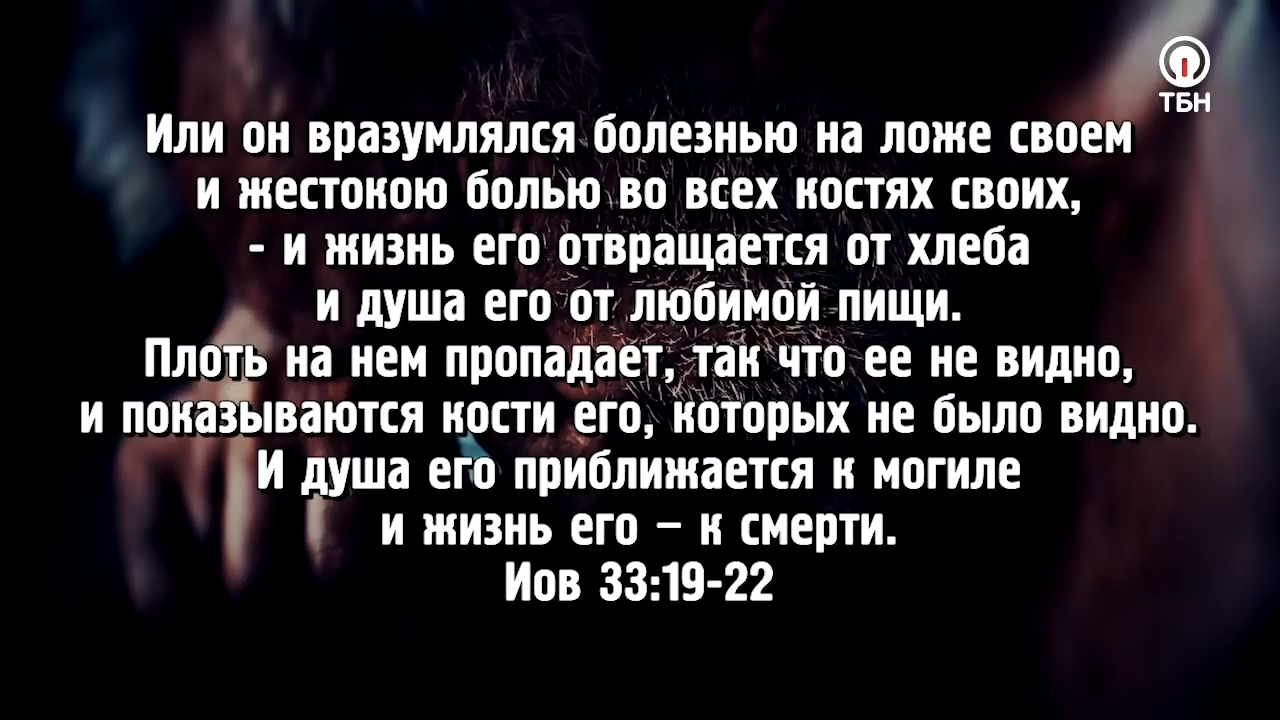 ТБН
Или он вразумлялся болезнью на ложе своем
и жестокою болью во всех костях своих,
- и жизнь его отвращается от хлеба
и душа его от любимой пищи.
Плоть на нем пропадает, так что ее не видно,
и показываются кости его, которых не было видно.
И душа его приближается к могиле
и жизнь его – к смерти.
Иов 33:19-22